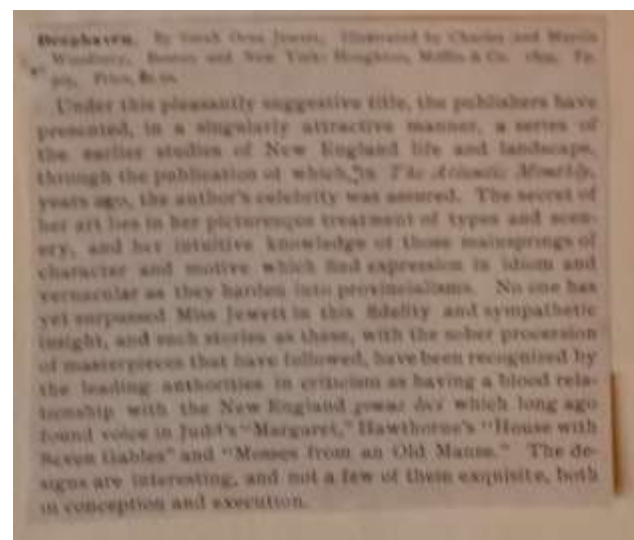 Deephaven. By Sarah Orne Jewett. Illustrated by Charles and Marcia
Woodbury. Boston and New York: Houghton, Mifflin & Co. Pp.
Price,
Under this pleasantly suggestive title, the publishers have
presented, in a singularly attractive manner, a series of
the earlier studies of New England life and landscape,
through the publication of which, in The Atlantic Monthly,
years ago, the author's celebrity was assured. The secret of
her art lies in her picturesque treatment of types and scen-
ery, and her intuitive knowledge of those mainsprings of
character and motive which find expression in idiom and
vernacular as they harden into provincialisms. No one has
yet surpassed Miss Jewett in this fidelity and sympathetic
insight, and such stories as these, with the sober procession
of masterpieces that have followed, have been recognized by
the leading authorities in criticism as having a blood rela-
tionship with the New England which long ago
found voice in Judd's "Margaret," Hawthorne's "House with
Seven Gables" and "Mosses from an Old Manse." The de-
signs are interesting, and not a few of them exquisite, both
in conception and execution.